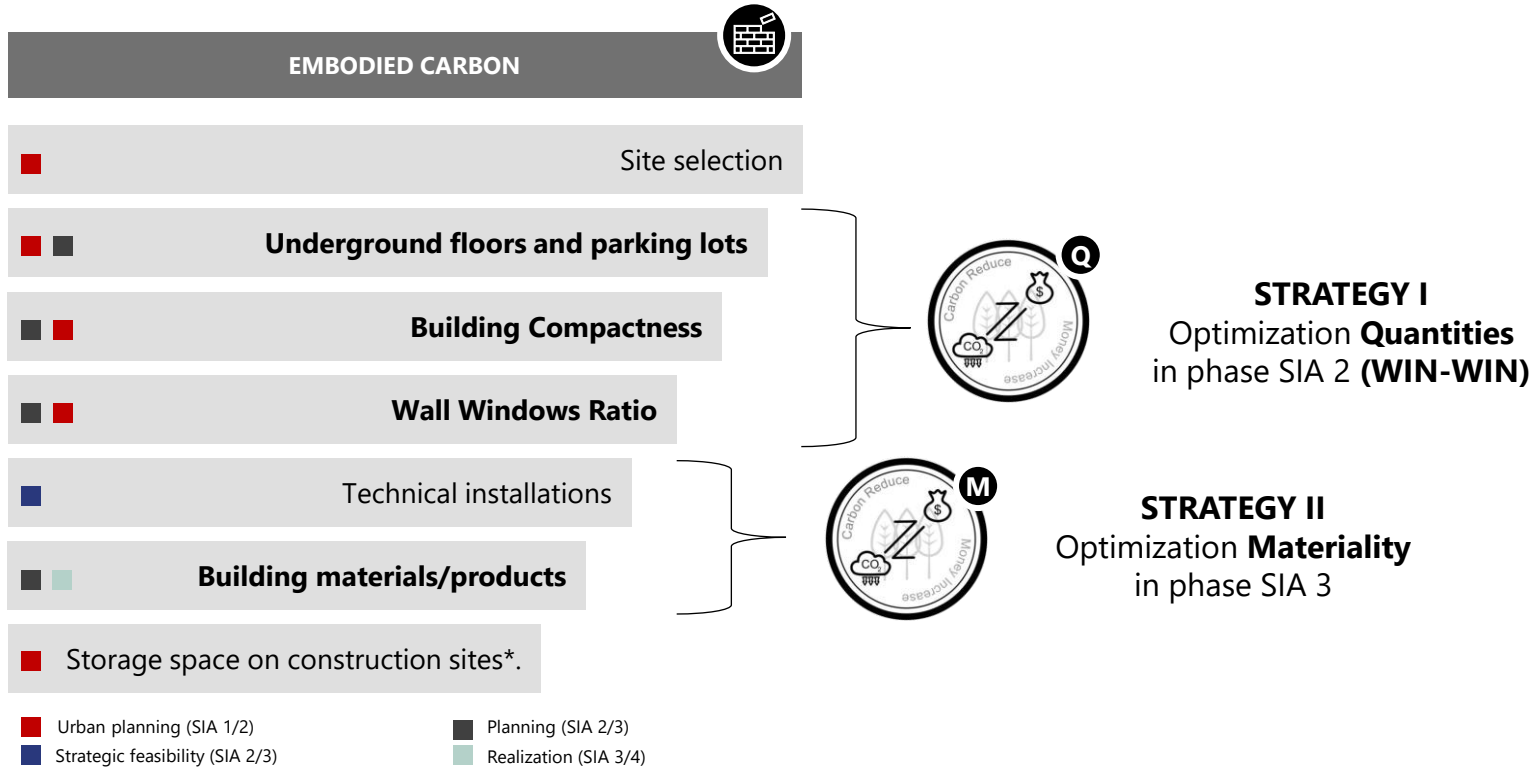 EMBODIED CARBON
Site selection
Underground floors and parking lots
Building Compactness
Wall Windows Ratio
Technical installations
Building materials/products
Storage space on construction sites*.
Q
Carbon Reduce
$
CO2
Money Increase
STRATEGY I
Optimization Quantities
in phase SIA 2 (WIN-WIN)
M
Carbon Reduce
$
CO2
Money Increase
STRATEGY II
Optimization Materiality
in phase SIA 3
Urban planning (SIA 1/2)
Planning (SIA 2/3)
Strategic feasibility (SIA 2/3)
Realization (SIA 3/4)